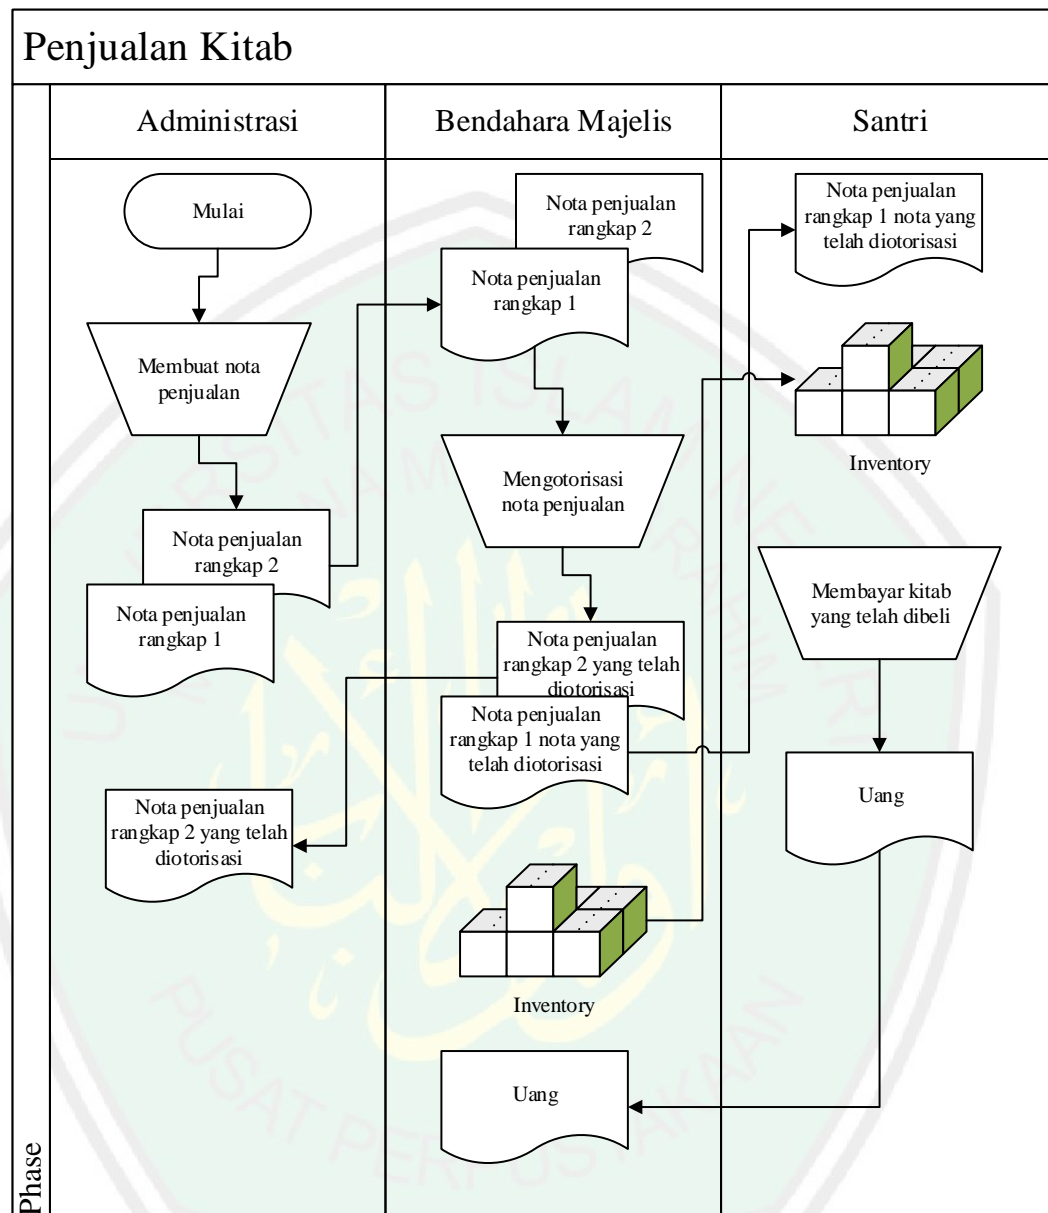 Penjualan Kitab
Administrasi
Bendahara Majelis
Santri
Mulai
Membuat nota
penjualan
Nota penjualan
rangkap 2
Nota penjualan
rangkap 1
Nota penjualan
rangkap 2 yang telah
diotorisasi
Nota penjualan
rangkap 2
Nota penjualan
rangkap 1
Mengotorisasi
nota penjualan
Nota penjualan
rangkap 2 yang telah
diotorisasi
Nota penjualan
rangkap 1 nota yang
telah diotorisasi
Inventory
Uang
Nota penjualan
rangkap 1 nota yang
telah diotorisasi
Inventory
Membayar kitab
yang telah dibeli
Uang
Phase
PUSAT PERPUSTAKAAN